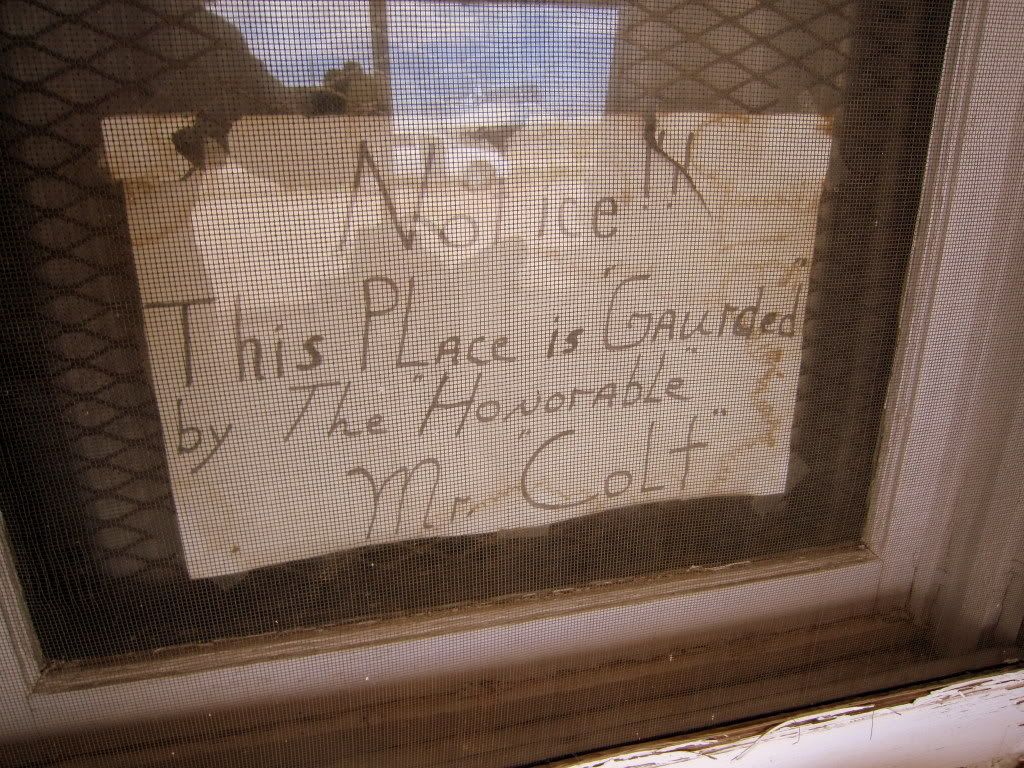 Notice !!
This PLace is "GAurded"
by The "HonorAble"
Mr. "CoLt"